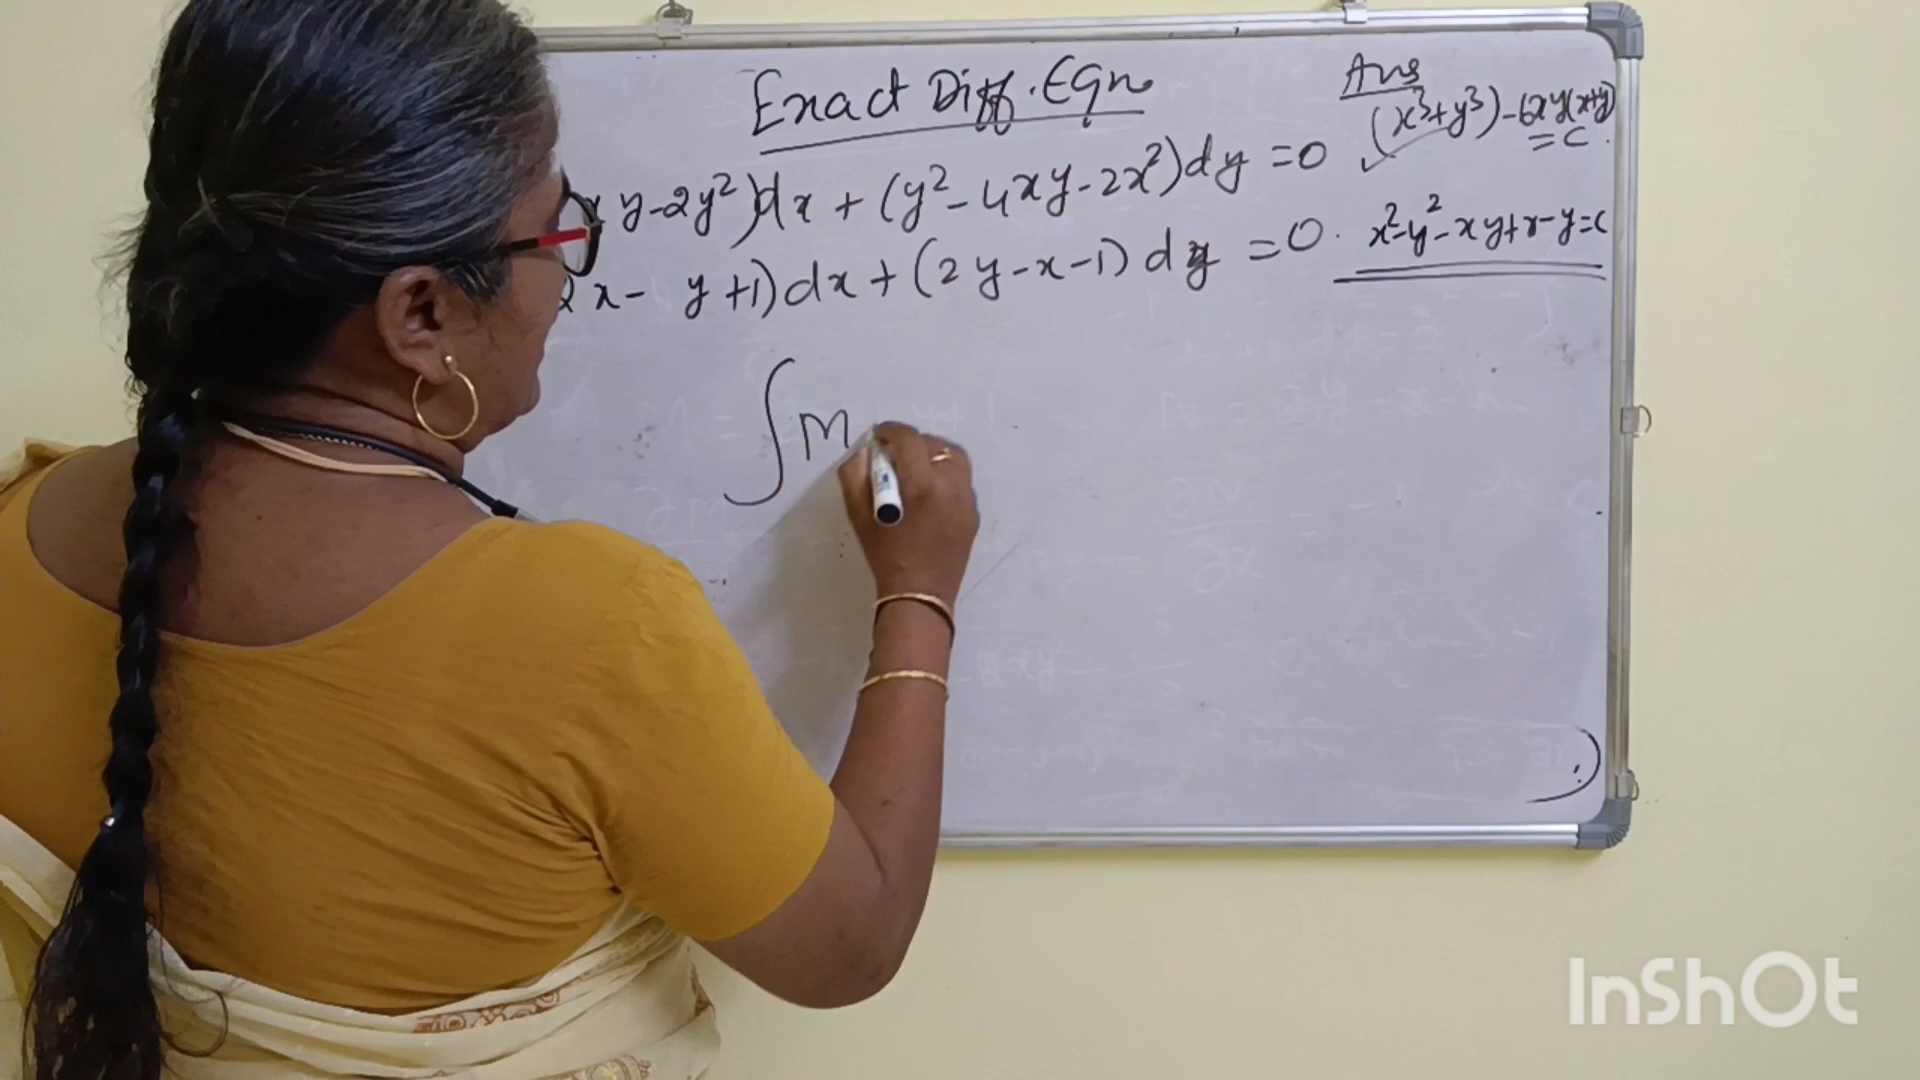 Exact Diff. Eqn.
Ans
(x³+y³)-6xy(x+y)
=C.
y-2y²)dx + (y²-4xy-2x²)dy =0
x²-y²-xy+x-y=c
2x- y+1)dx+(2y-x-1)dy =0.
∫M
InShOt